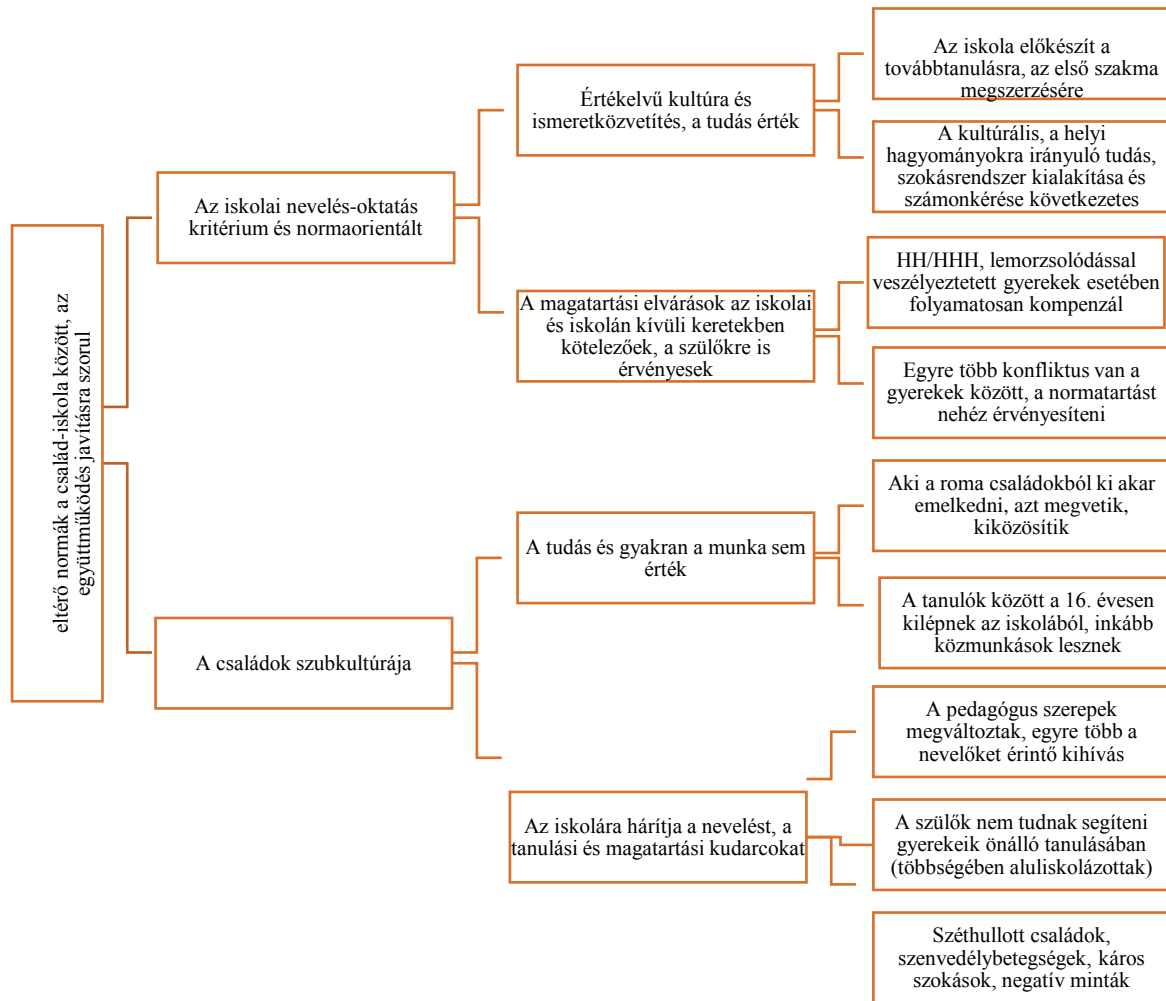 eltérő normák a család-iskola között, az
együttműködés javításra szorul
Az iskolai nevelés-oktatás
kritérium és normaorientált
Értékelvű kultúra és
ismeretközvetítés, a tudás érték
Az iskola előkészít a
továbbtanulásra, az első szakma
megszerzésére
A kultúrális, a helyi
hagyományokra irányuló tudás,
szokásrendszer kialakítása és
számonkérése következetes
A magatartási elvárások az iskolai
és iskolán kívüli keretekben
kötelezőek, a szülőkre is
érvényesek
HH/HHH, lemorzsolódással
veszélyeztetett gyerekek esetében
folyamatosan kompenzál
Egyre több konfliktus van a
gyerekek között, a normatartást
nehéz érvényesíteni
A családok szubkultúrája
A tudás és gyakran a munka sem
érték
Aki a roma családokból ki akar
emelkedni, azt megvetik,
kiközösítik
A tanulók között a 16. évesen
kilépnek az iskolából, inkább
közmunkások lesznek
Az iskolára hárítja a nevelést, a
tanulási és magatartási kudarcokat
A pedagógus szerepek
megváltoztak, egyre több a
nevelőket érintő kihívás
A szülők nem tudnak segíteni
gyerekeik önálló tanulásában
(többségében aluliskolázottak)
Széthullott családok,
szenvedélybetegségek, káros
szokások, negatív minták